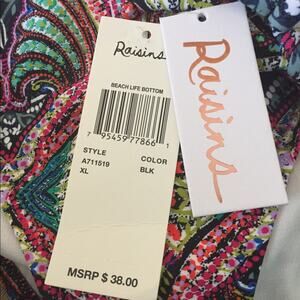 Raisins
BEACH LIFE BOTTOM
7 95459 77866 1
STYLE COLOR
A711519 BLK
XL
MSRP $ 38.00
Raisins